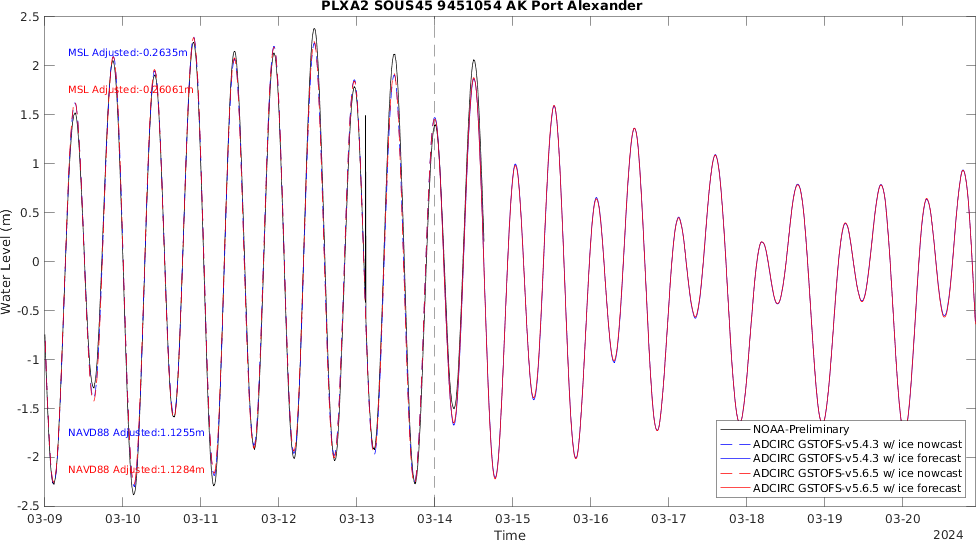 PLXA2 SOUS45 9451054 AK Port Alexander
2.5
2
1.5
1
0.5
0
-0.5
-1
-1.5
-2
-2.5
Water Level (m)
MSL Adjusted:-0.2635m
MSL Adjusted:-0.26061m
NAVD88 Adjusted:1.1255m
NAVD88 Adjusted:1.1284m
NOAA-Preliminary
ADCIRC GSTOFS-v5.4.3 w/ ice nowcast
ADCIRC GSTOFS-v5.4.3 w/ ice forecast
ADCIRC GSTOFS-v5.6.5 w/ ice nowcast
ADCIRC GSTOFS-v5.6.5 w/ ice forecast
03-09 03-10 03-11 03-12 03-13 03-14 03-15 03-16 03-17 03-18 03-19 03-20
Time
2024